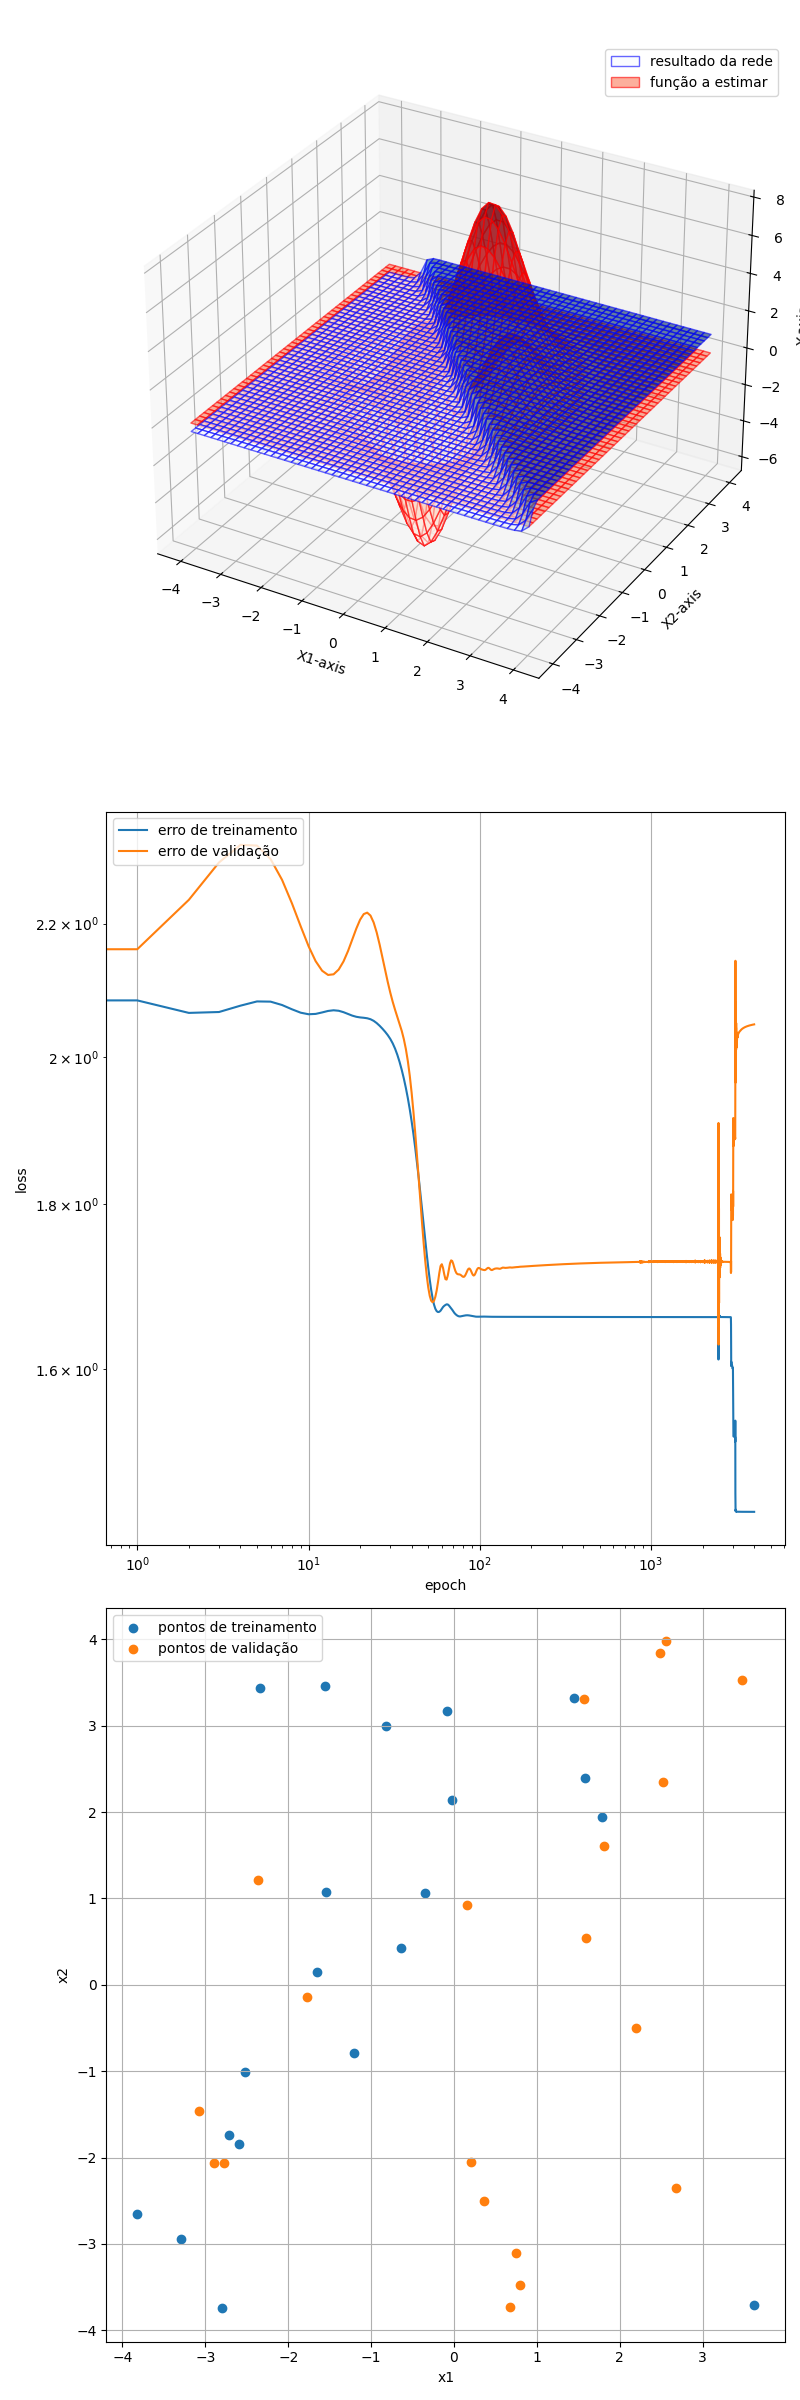 resultado da rede
função a estimar
8
6
4
2
0
−2
−4
−6
4
3
2
1
0
−1
−2
−3
−4
X2-axis
−4
−3
−2
−1
0
1
2
3
4
X1-axis
erro de treinamento
erro de validação
2.2 × 10⁰
2 × 10⁰
1.8 × 10⁰
1.6 × 10⁰
loss
10⁰
10¹
10²
10³
epoch
pontos de treinamento
pontos de validação
4
3
2
1
0
−1
−2
−3
−4
x2
−4
−3
−2
−1
0
1
2
3
x1